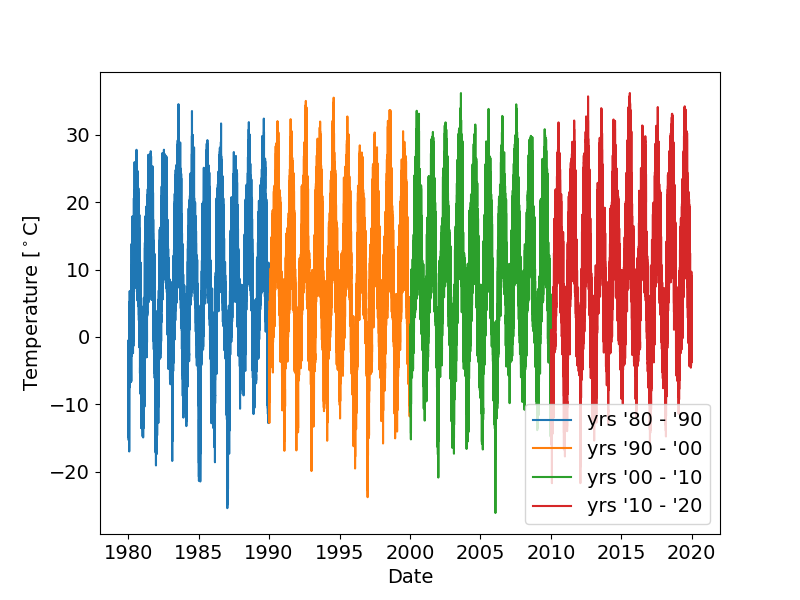 30
20
10
0
−10
−20
Temperature [°C]
yrs '80 - '90
yrs '90 - '00
yrs '00 - '10
yrs '10 - '20
1980 1985 1990 1995 2000 2005 2010 2015 2020
Date